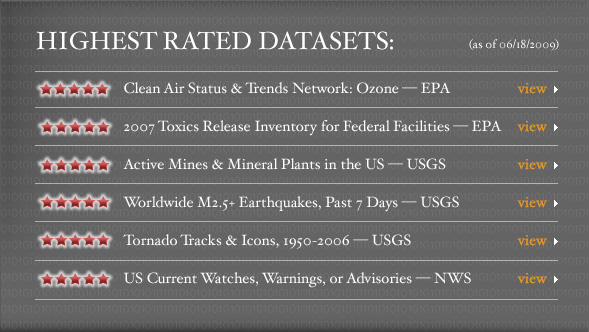 HIGHEST RATED DATASETS: (as of 06/18/2009)
Clean Air Status & Trends Network: Ozone — EPA view
2007 Toxics Release Inventory for Federal Facilities — EPA view
Active Mines & Mineral Plants in the US — USGS view
Worldwide M2.5+ Earthquakes, Past 7 Days — USGS view
Tornado Tracks & Icons, 1950-2006 — USGS view
US Current Watches, Warnings, or Advisories — NWS view